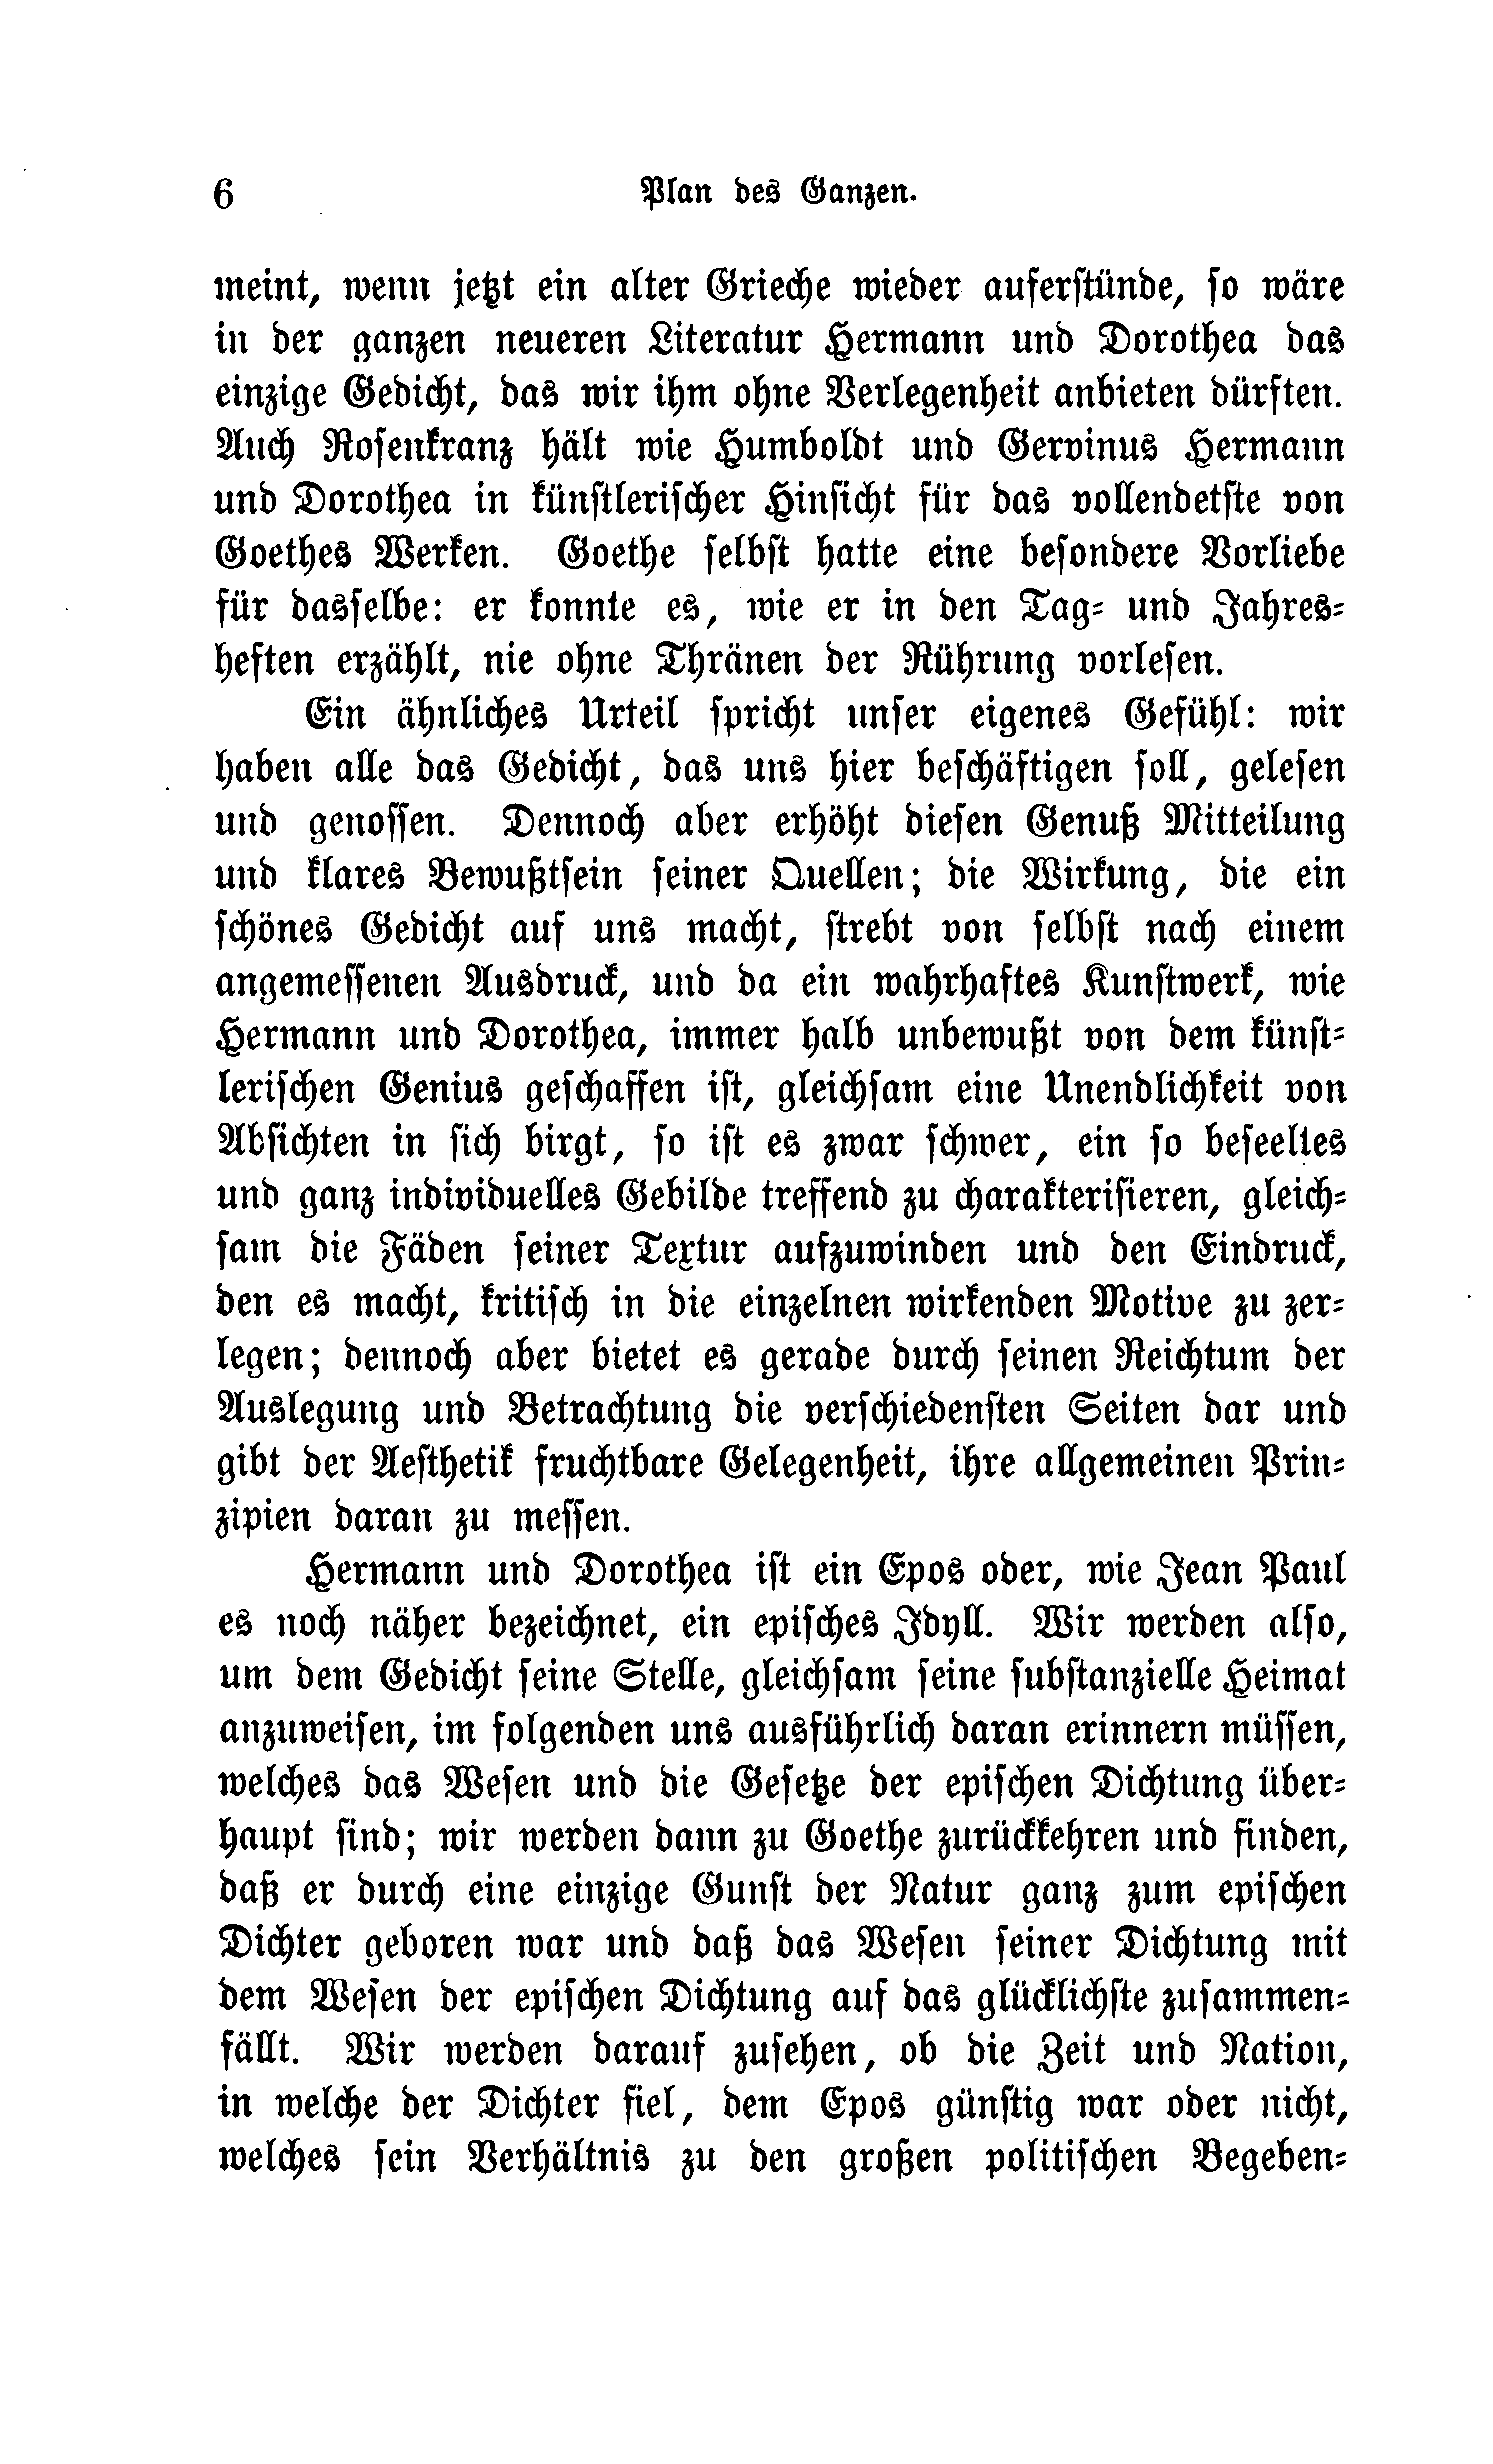 6 Plan des Ganzen.
meint, wenn jetzt ein alter Grieche wieder auferstünde, so wäre
in der ganzen neueren Literatur Hermann und Dorothea das
einzige Gedicht, das wir ihm ohne Verlegenheit anbieten dürften.
Auch Rosenkranz hält wie Humboldt und Gervinus Hermann
und Dorothea in künstlerischer Hinsicht für das vollendetste von
Goethes Werken. Goethe selbst hatte eine besondere Vorliebe
für dasselbe: er konnte es, wie er in den Tag- und Jahres-
heften erzählt, nie ohne Thränen der Rührung vorlesen.
Ein ähnliches Urteil spricht unser eigenes Gefühl: wir
haben alle das Gedicht, das uns hier beschäftigen soll, gelesen
und genossen. Dennoch aber erhöht diesen Genuß Mitteilung
und klares Bewußtsein seiner Quellen; die Wirkung, die ein
schönes Gedicht auf uns macht, strebt von selbst nach einem
angemessenen Ausdruck, und da ein wahrhaftes Kunstwerk, wie
Hermann und Dorothea, immer halb unbewußt von dem künst-
lerischen Genius geschaffen ist, gleichsam eine Unendlichkeit von
Absichten in sich birgt, so ist es zwar schwer, ein so beseeltes
und ganz individuelles Gebilde treffend zu charakterisieren, gleich-
sam die Fäden seiner Textur aufzuwinden und den Eindruck,
den es macht, kritisch in die einzelnen wirkenden Motive zu zer-
legen; dennoch aber bietet es gerade durch seinen Reichtum der
Auslegung und Betrachtung die verschiedensten Seiten dar und
gibt der Aesthetik fruchtbare Gelegenheit, ihre allgemeinen Prin-
zipien daran zu messen.
Hermann und Dorothea ist ein Epos oder, wie Jean Paul
es noch näher bezeichnet, ein episches Idyll. Wir werden also,
um dem Gedicht seine Stelle, gleichsam seine substanzielle Heimat
anzuweisen, im folgenden uns ausführlich daran erinnern müssen,
welches das Wesen und die Gesetze der epischen Dichtung über-
haupt sind; wir werden dann zu Goethe zurückkehren und finden,
daß er durch eine einzige Gunst der Natur ganz zum epischen
Dichter geboren war und daß das Wesen seiner Dichtung mit
dem Wesen der epischen Dichtung auf das glücklichste zusammen-
fällt. Wir werden darauf zusehen, ob die Zeit und Nation,
in welche der Dichter fiel, dem Epos günstig war oder nicht,
welches sein Verhältnis zu den großen politischen Begeben-